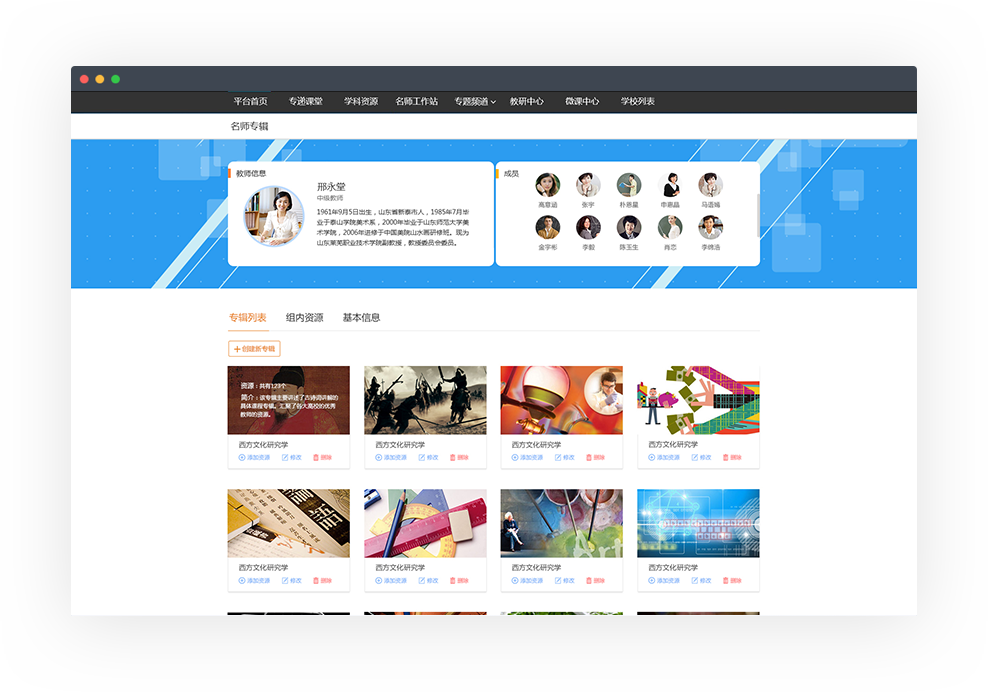 平台首页 专递课堂 学科资源 名师工作站 专题频道 教研中心 微课中心 学校列表
名师专辑
教师信息
邢永堂
中级教师
1961年9月5日出生，山东省新泰市人，1985年7月毕
业于泰山学院美术系，2000年毕业于山东师范大学美
术学院，2006年进修于中国美院山水画研修班。现为
山东莱芜职业技术学院副教授，教授委员会委员。
成员
高意涵 张宇 朴恩星 申恩晶 马语嫣
金宇彬 李毅 陈玉生 肖恋 李绵浩
专辑列表 组内资源 基本信息
创建新专辑
资源：共有123个
简介：该专辑主要讲述了古诗词讲解的
具体课程专辑。汇聚了各大高校的优秀
教师的资源。
西方文化研究学 西方文化研究学 西方文化研究学 西方文化研究学
添加资源 修改 删除 添加资源 修改 删除 添加资源 修改 删除 添加资源 修改 删除
西方文化研究学 西方文化研究学 西方文化研究学 西方文化研究学
添加资源 修改 删除 添加资源 修改 删除 添加资源 修改 删除 添加资源 修改 删除